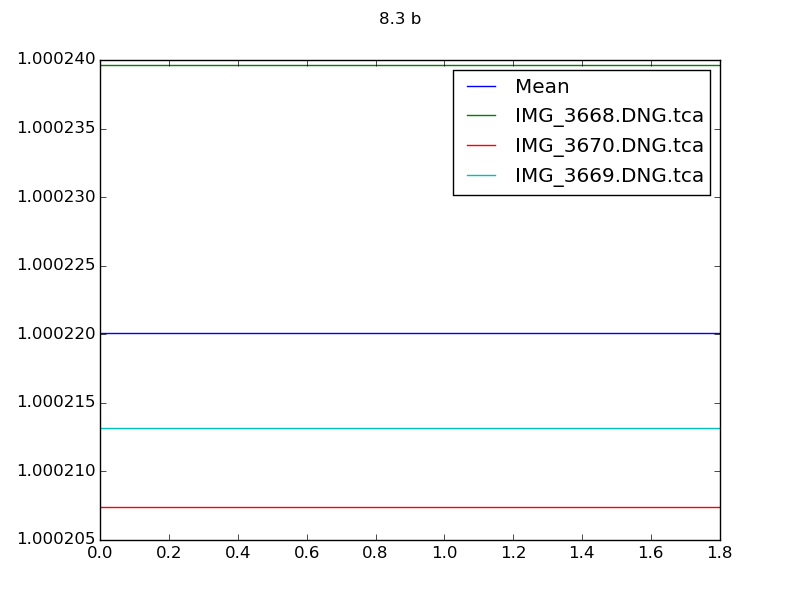 8.3 b
1.000240
1.000235
1.000230
1.000225
1.000220
1.000215
1.000210
1.000205
Mean
IMG_3668.DNG.tca
IMG_3670.DNG.tca
IMG_3669.DNG.tca
0.0 0.2 0.4 0.6 0.8 1.0 1.2 1.4 1.6 1.8